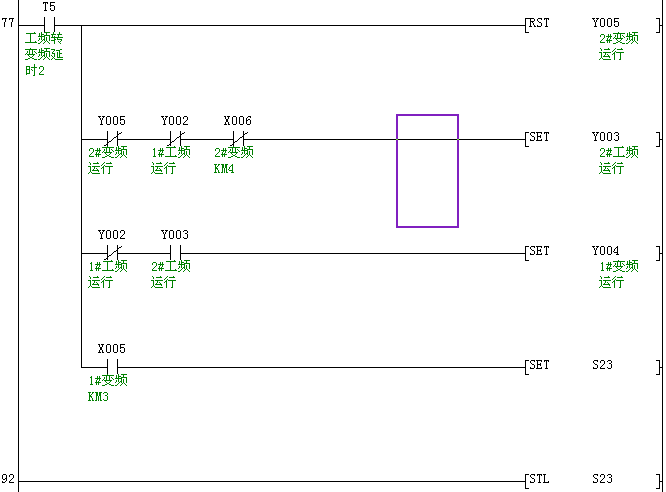 T5
77 [RST Y005 ]
工频转
变频延
时2
2#变频
运行
Y005 Y002 X006
[SET Y003 ]
2#变频 1#工频 2#变频 2#工频
运行 运行 KM4 运行
Y002 Y003
[SET Y004 ]
1#工频 2#工频 1#变频
运行 运行 运行
X005
[SET S23 ]
1#变频
KM3
92 [STL S23 ]